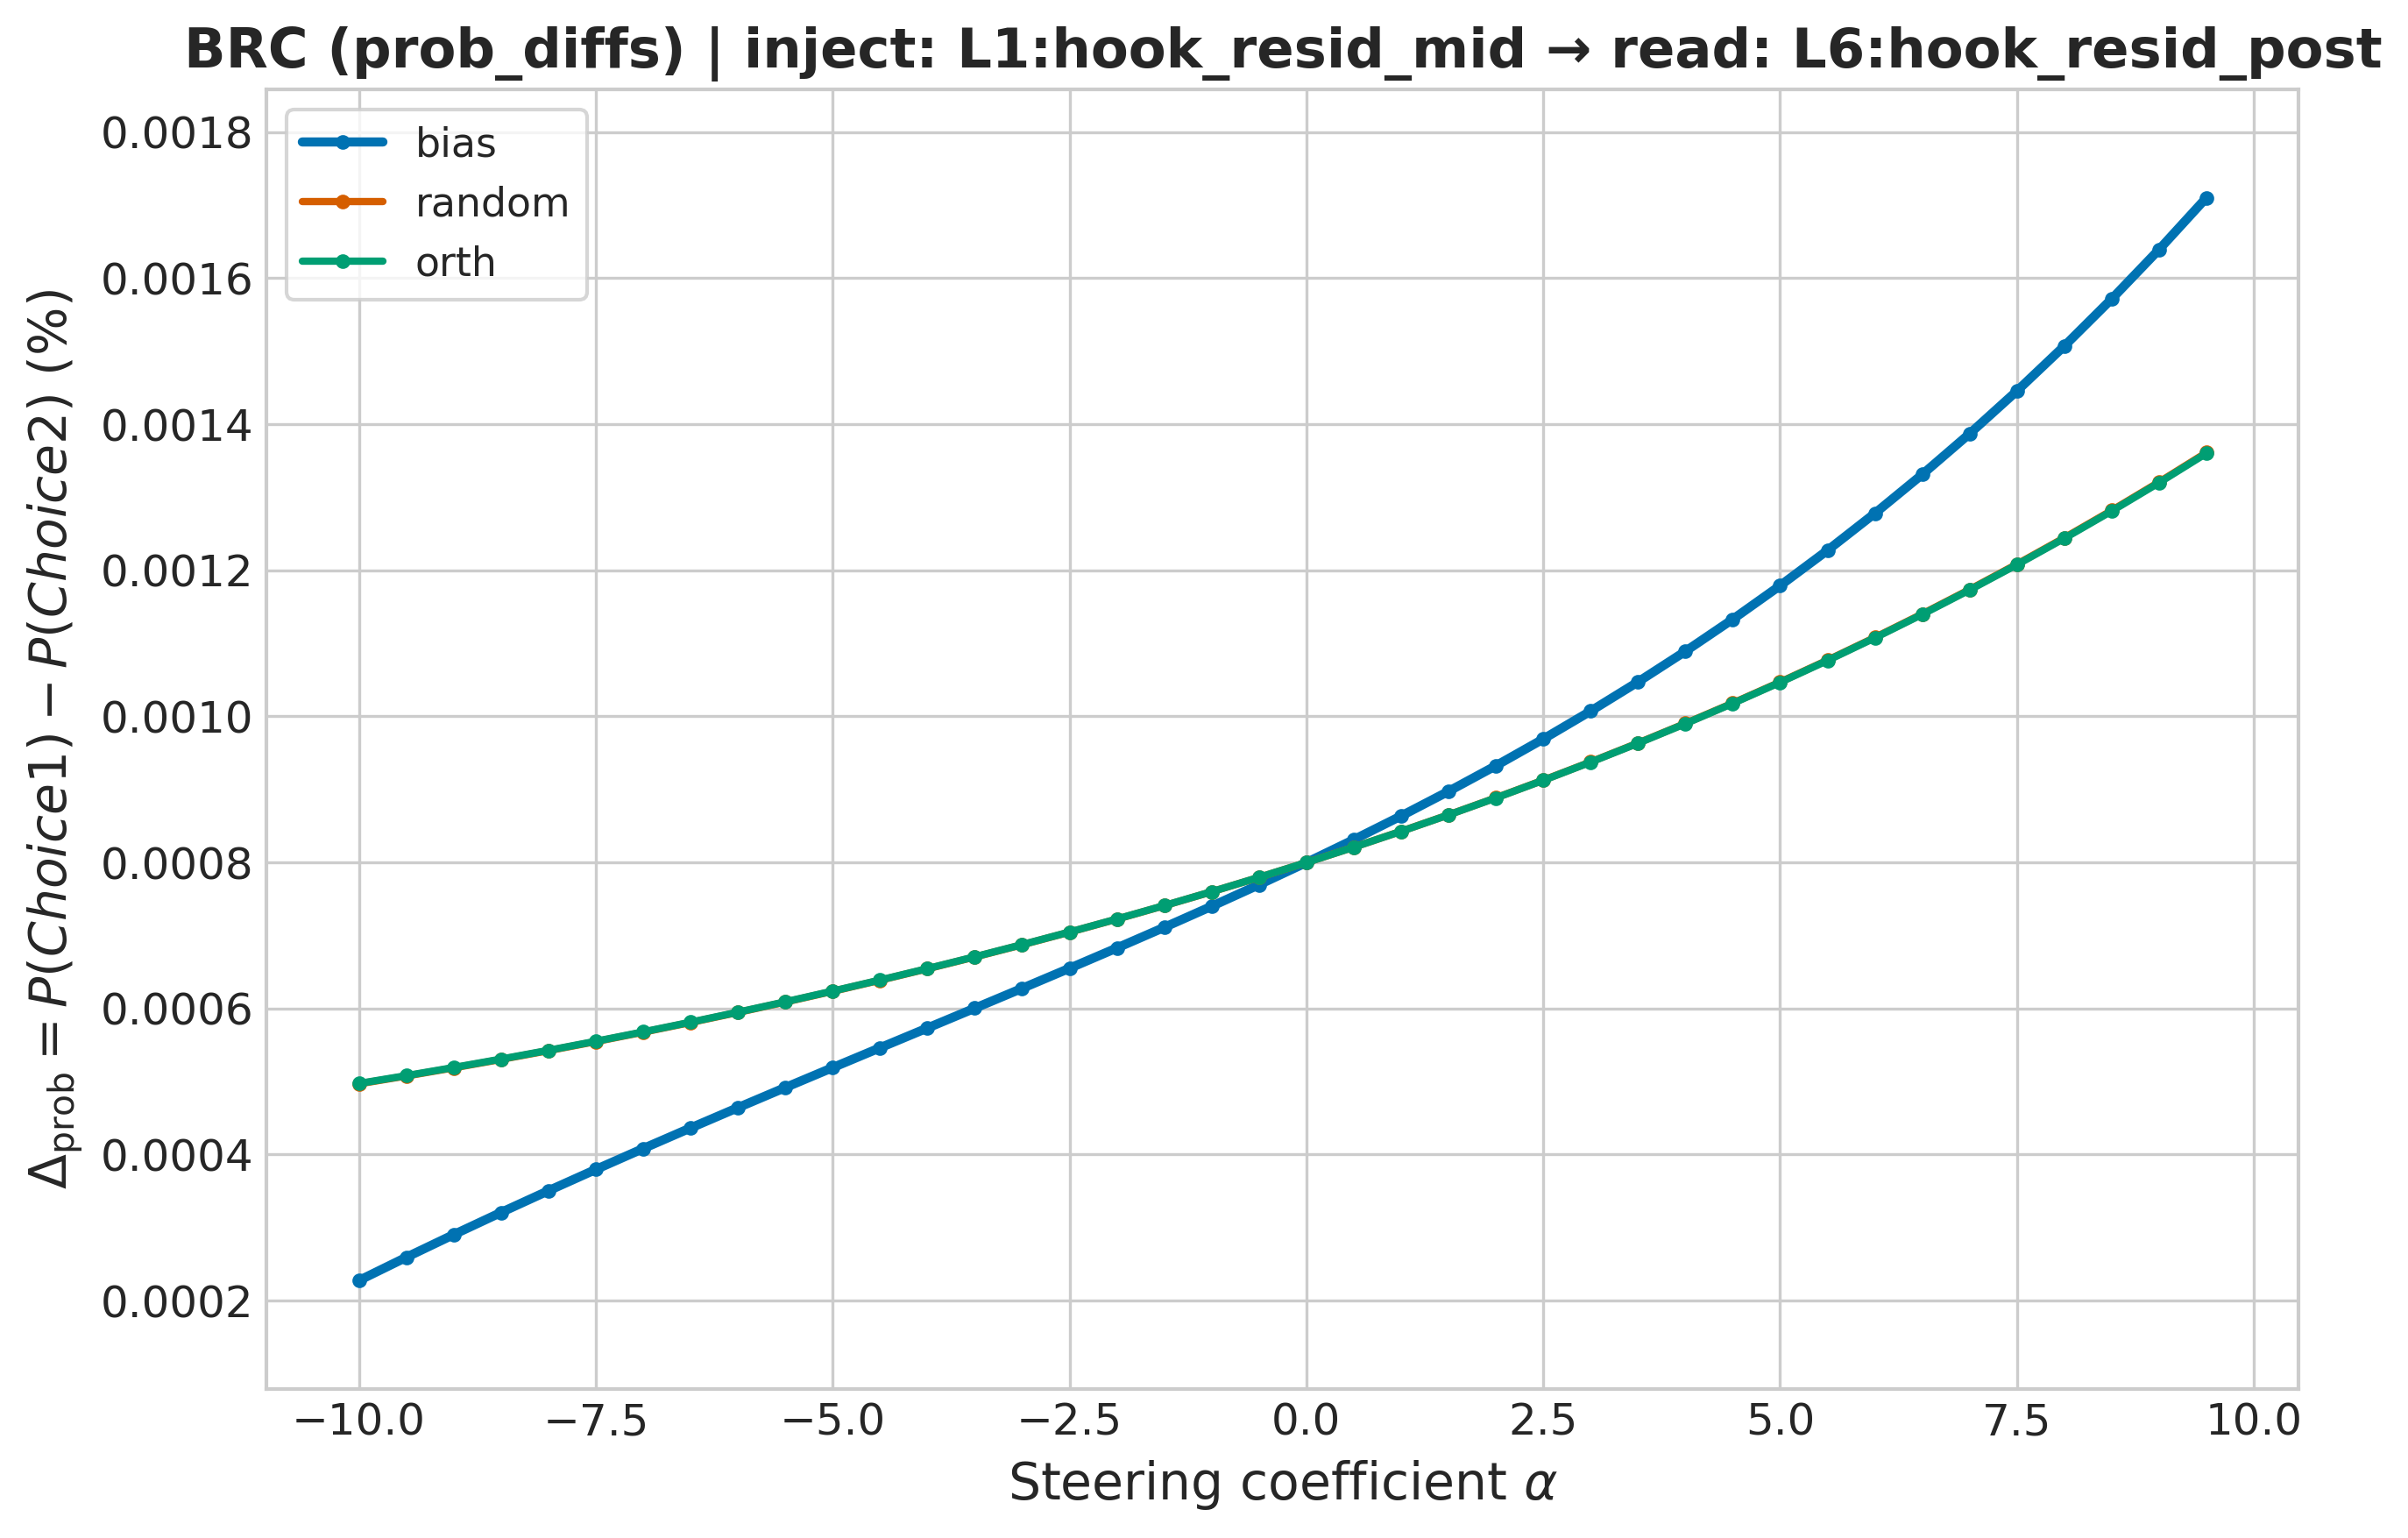 BRC (prob_diffs) | inject: L1:hook_resid_mid → read: L6:hook_resid_post
bias
random
orth
Δprob = P(Choice1) − P(Choice2) (%)
0.0018
0.0016
0.0014
0.0012
0.0010
0.0008
0.0006
0.0004
0.0002
−10.0 −7.5 −5.0 −2.5 0.0 2.5 5.0 7.5 10.0
Steering coefficient α